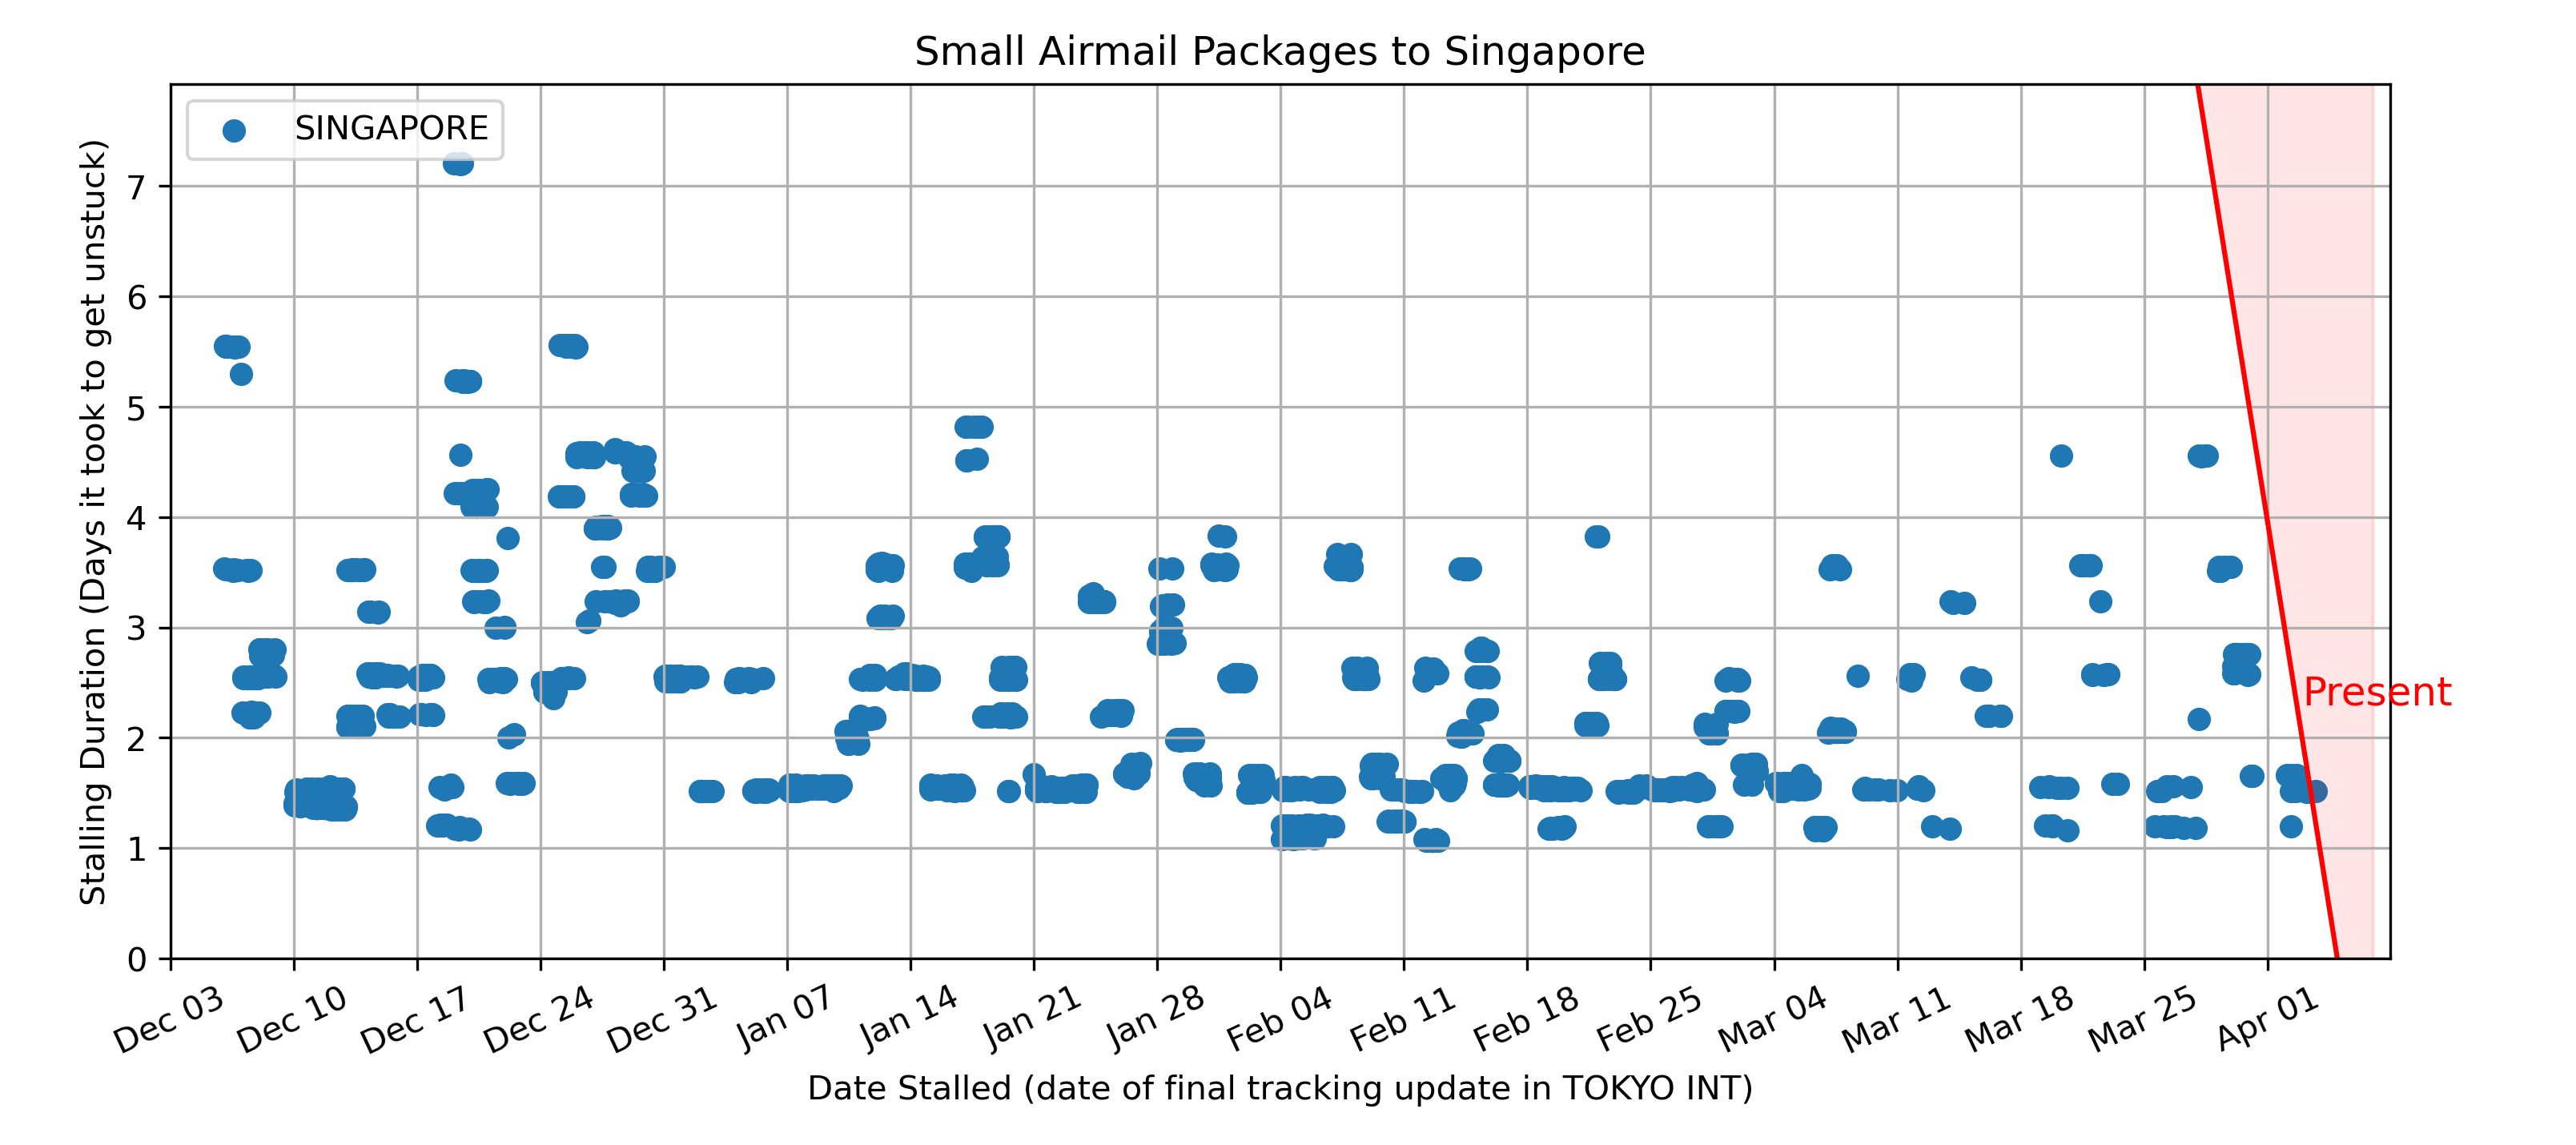 Small Airmail Packages to Singapore
SINGAPORE
Stalling Duration (Days it took to get unstuck)
7
6
5
4
3
2
1
0
Present
Dec 03
Dec 10
Dec 17
Dec 24
Dec 31
Jan 07
Jan 14
Jan 21
Jan 28
Feb 04
Feb 11
Feb 18
Feb 25
Mar 04
Mar 11
Mar 18
Mar 25
Apr 01
Date Stalled (date of final tracking update in TOKYO INT)